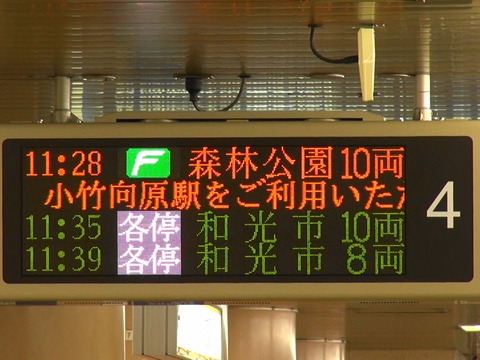 11:28 F 森林公園 10両
小竹向原駅をご利用いただ
11:35 各停 和光市 10両
11:39 各停 和光市 8両
4